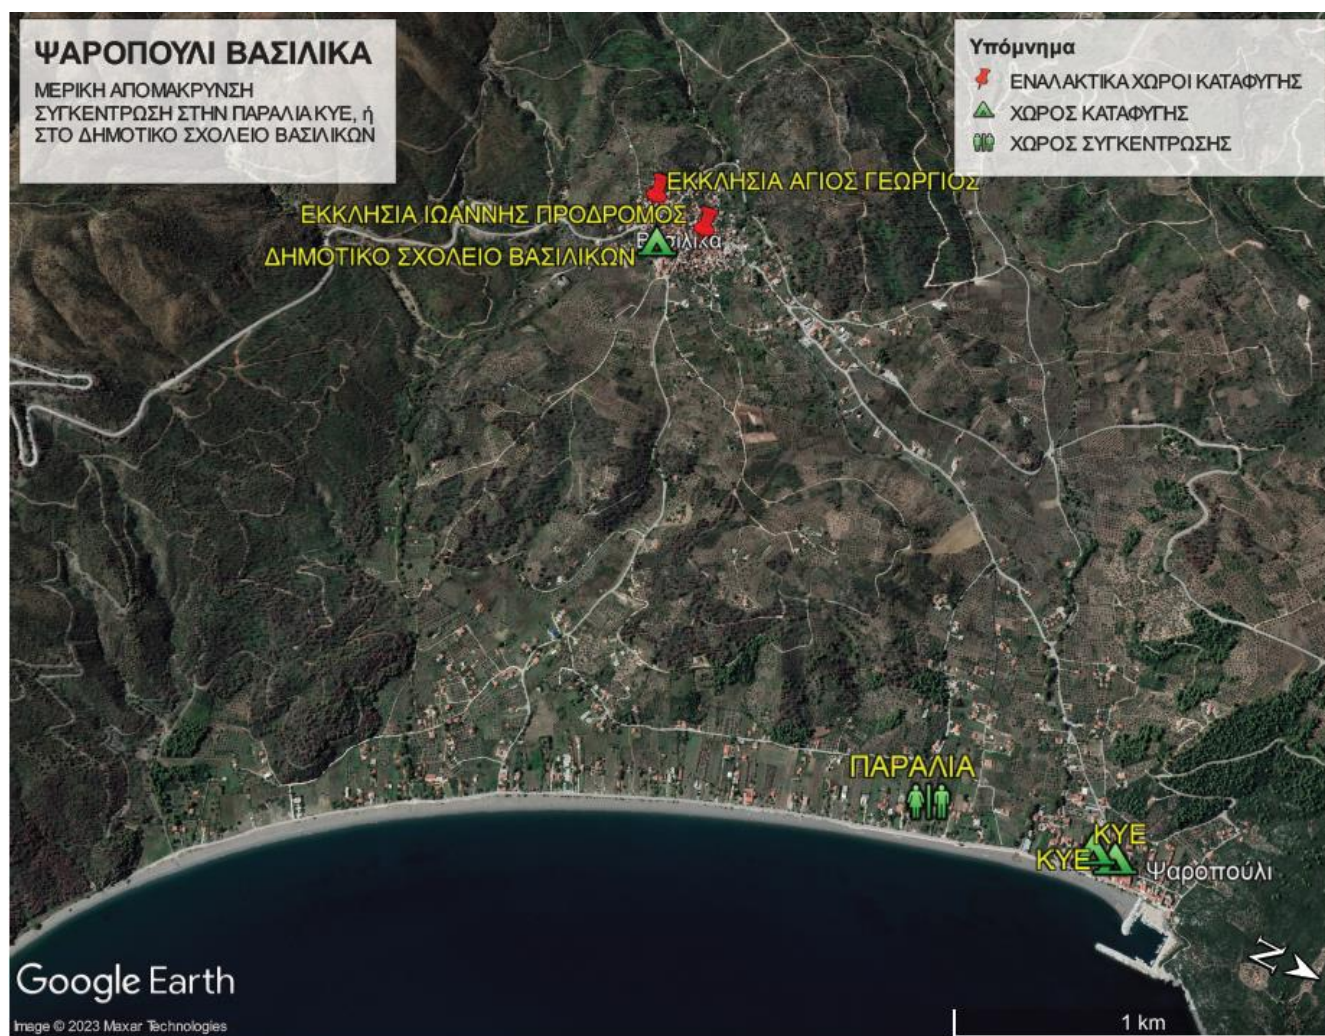 ΨΑΡΟΠΟΥΛΙ ΒΑΣΙΛΙΚΑ
ΜΕΡΙΚΗ ΑΠΟΜΑΚΡΥΝΣΗ
ΣΥΓΚΕΝΤΡΩΣΗ ΣΤΗΝ ΠΑΡΑΛΙΑ ΚΥΕ, ή
ΣΤΟ ΔΗΜΟΤΙΚΟ ΣΧΟΛΕΙΟ ΒΑΣΙΛΙΚΩΝ
Υπόμνημα
ΕΝΑΛΑΚΤΙΚΑ ΧΩΡΟΙ ΚΑΤΑΦΥΓΗΣ
ΧΩΡΟΣ ΚΑΤΑΦΥΓΗΣ
ΧΩΡΟΣ ΣΥΓΚΕΝΤΡΩΣΗΣ
ΕΚΚΛΗΣΙΑ ΑΓΙΟΣ ΓΕΩΡΓΙΟΣ
ΕΚΚΛΗΣΙΑ ΙΩΑΝΝΗΣ ΠΡΟΔΡΟΜΟΣ
Βασιλικά
ΔΗΜΟΤΙΚΟ ΣΧΟΛΕΙΟ ΒΑΣΙΛΙΚΩΝ
ΠΑΡΑΛΙΑ
ΚΥΕ
ΚΥΕ
Ψαροπούλι
N
Google Earth
Image © 2023 Maxar Technologies
1 km